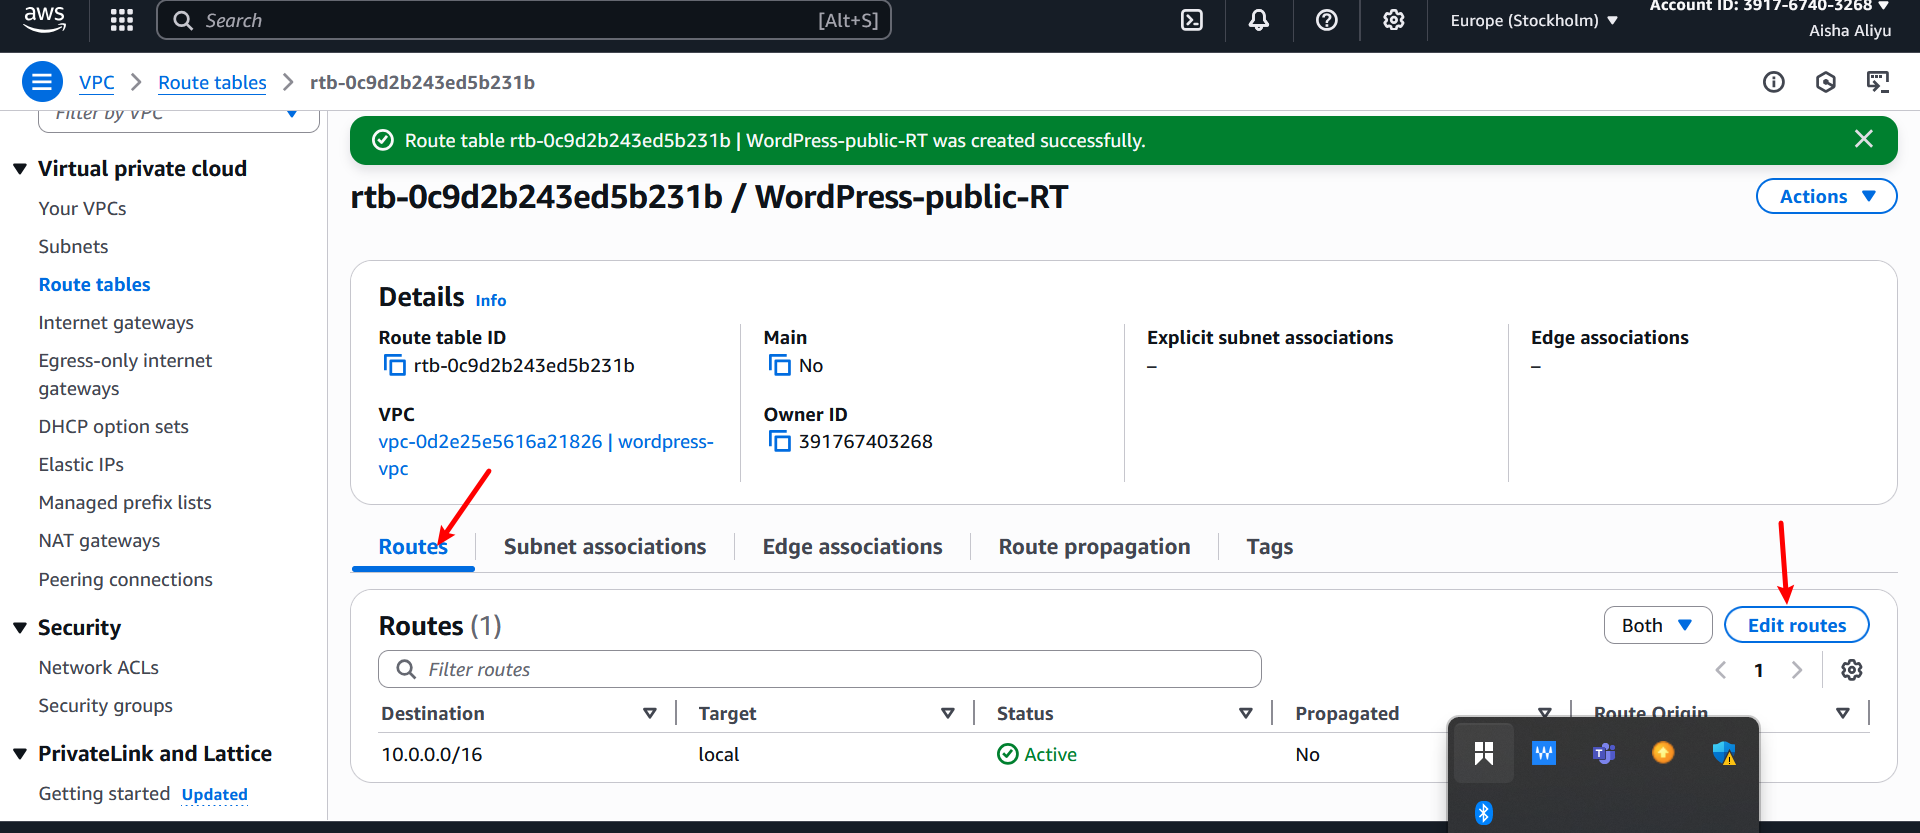 aws
Search
[Alt+S]
Europe (Stockholm)
Account ID: 3917-6740-3268
Aisha Aliyu
VPC
Route tables
rtb-0c9d2b243ed5b231b
Filter by VPC
Virtual private cloud
Your VPCs
Subnets
Route tables
Internet gateways
Egress-only internet
gateways
DHCP option sets
Elastic IPs
Managed prefix lists
NAT gateways
Peering connections
Security
Network ACLs
Security groups
PrivateLink and Lattice
Getting started Updated
Route table rtb-0c9d2b243ed5b231b | WordPress-public-RT was created successfully.
rtb-0c9d2b243ed5b231b / WordPress-public-RT
Actions
Details Info
Route table ID
rtb-0c9d2b243ed5b231b
Main
No
Explicit subnet associations
–
Edge associations
–
VPC
vpc-0d2e25e5616a21826 | wordpress-
vpc
Owner ID
391767403268
Routes
Subnet associations
Edge associations
Route propagation
Tags
Routes (1)
Both
Edit routes
Filter routes
1
Destination
Target
Status
Propagated
Route Origin
10.0.0.0/16
local
Active
No